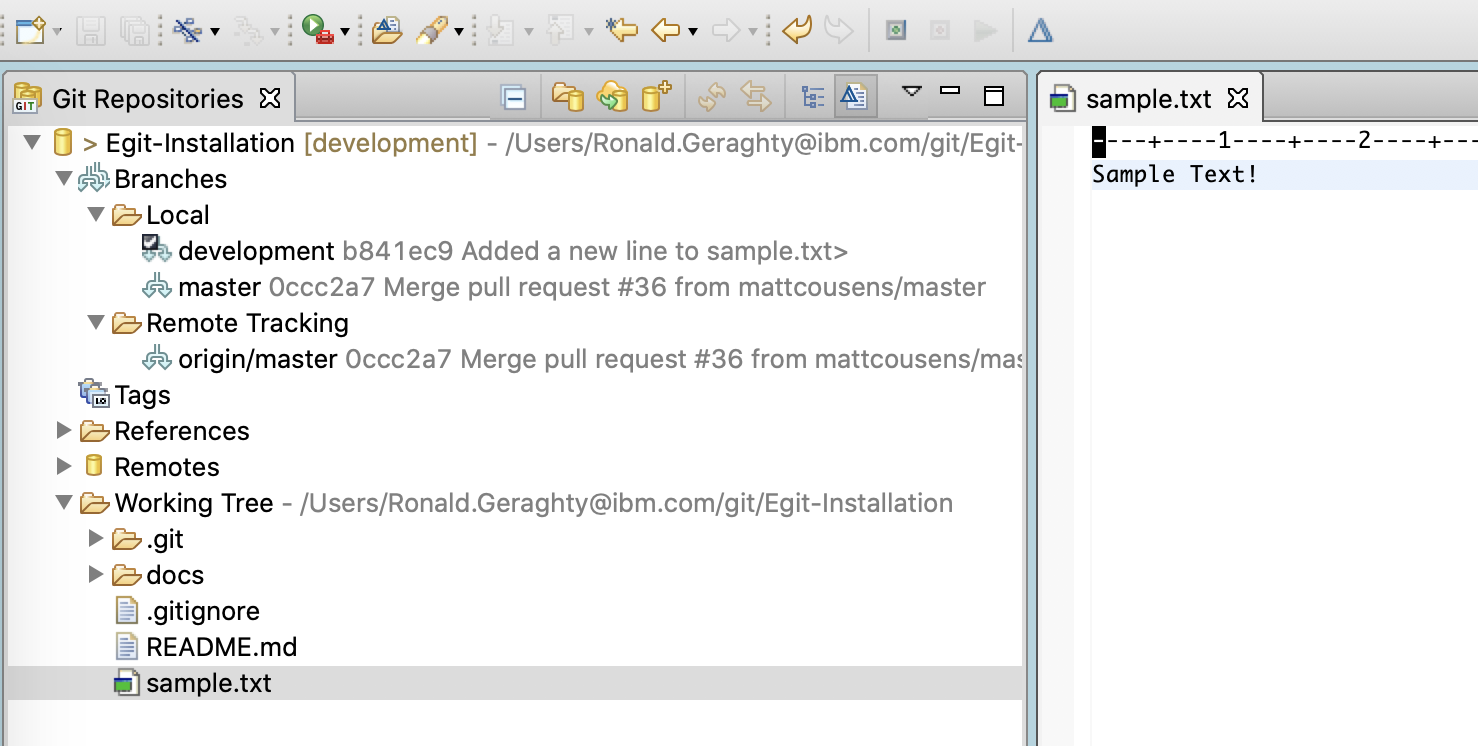 Git Repositories
> Egit-Installation [development] - /Users/Ronald.Geraghty@ibm.com/git/Egit-
Branches
Local
development b841ec9 Added a new line to sample.txt>
master 0ccc2a7 Merge pull request #36 from mattcousens/master
Remote Tracking
origin/master 0ccc2a7 Merge pull request #36 from mattcousens/mas
Tags
References
Remotes
Working Tree - /Users/Ronald.Geraghty@ibm.com/git/Egit-Installation
.git
docs
.gitignore
README.md
sample.txt
sample.txt
----+----1----+----2----+---
Sample Text!